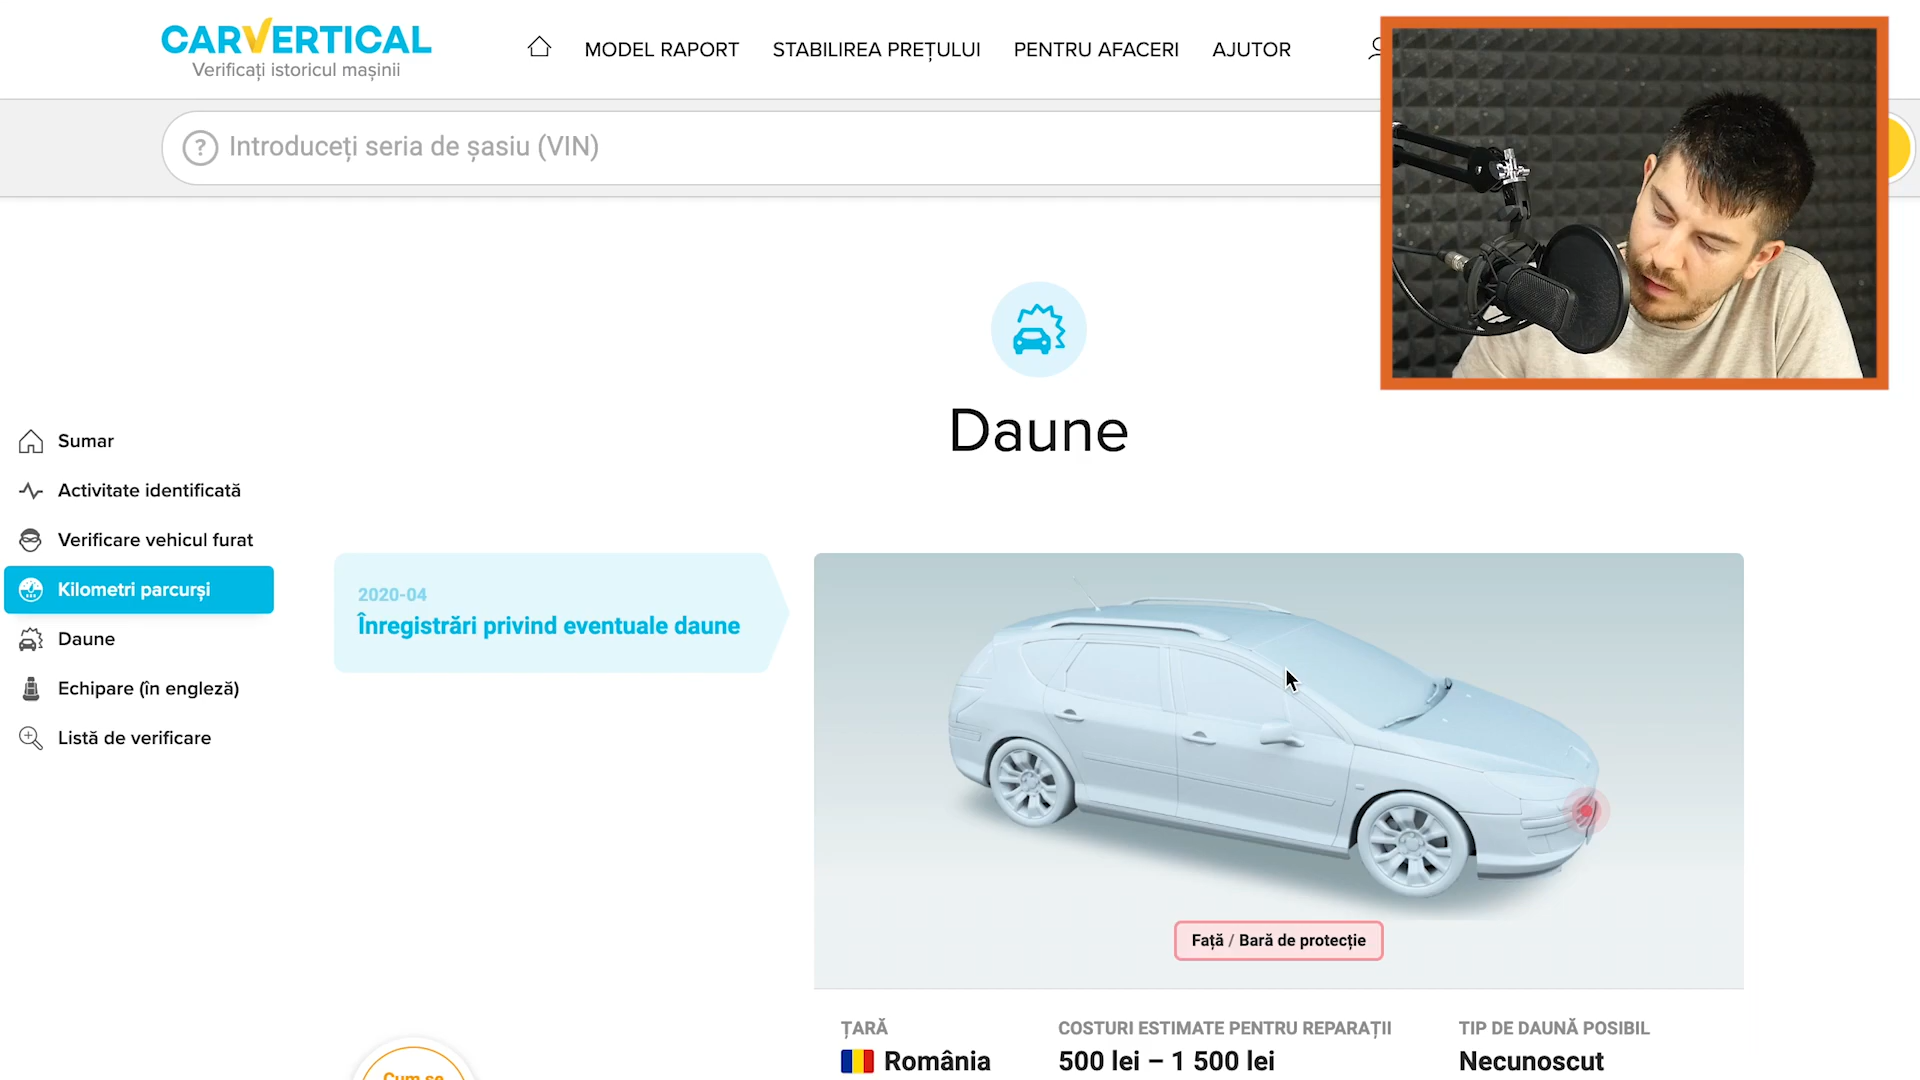 CARVERTICAL
Verificați istoricul mașinii
MODEL RAPORT
STABILIREA PREȚULUI
PENTRU AFACERI
AJUTOR
? Introduceți seria de șasiu (VIN)
Daune
Sumar
Activitate identificată
Verificare vehicul furat
Kilometri parcurși
Daune
Echipare (în engleză)
Listă de verificare
2020-04
Înregistrări privind eventuale daune
Față / Bară de protecție
ȚARĂ
România
COSTURI ESTIMATE PENTRU REPARAȚII
500 lei – 1 500 lei
TIP DE DAUNĂ POSIBIL
Necunoscut
Cum se